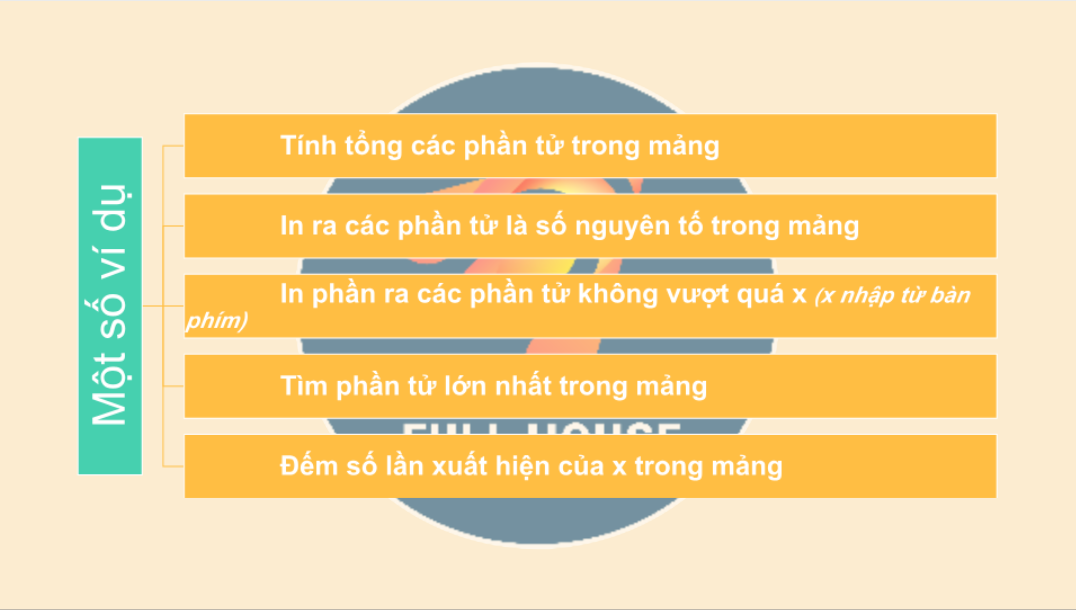 Một số ví dụ
Tính tổng các phần tử trong mảng
In ra các phần tử là số nguyên tố trong mảng
In phần ra các phần tử không vượt quá x (x nhập từ bàn
phím)
Tìm phần tử lớn nhất trong mảng
FULL HOUSE
Đếm số lần xuất hiện của x trong mảng